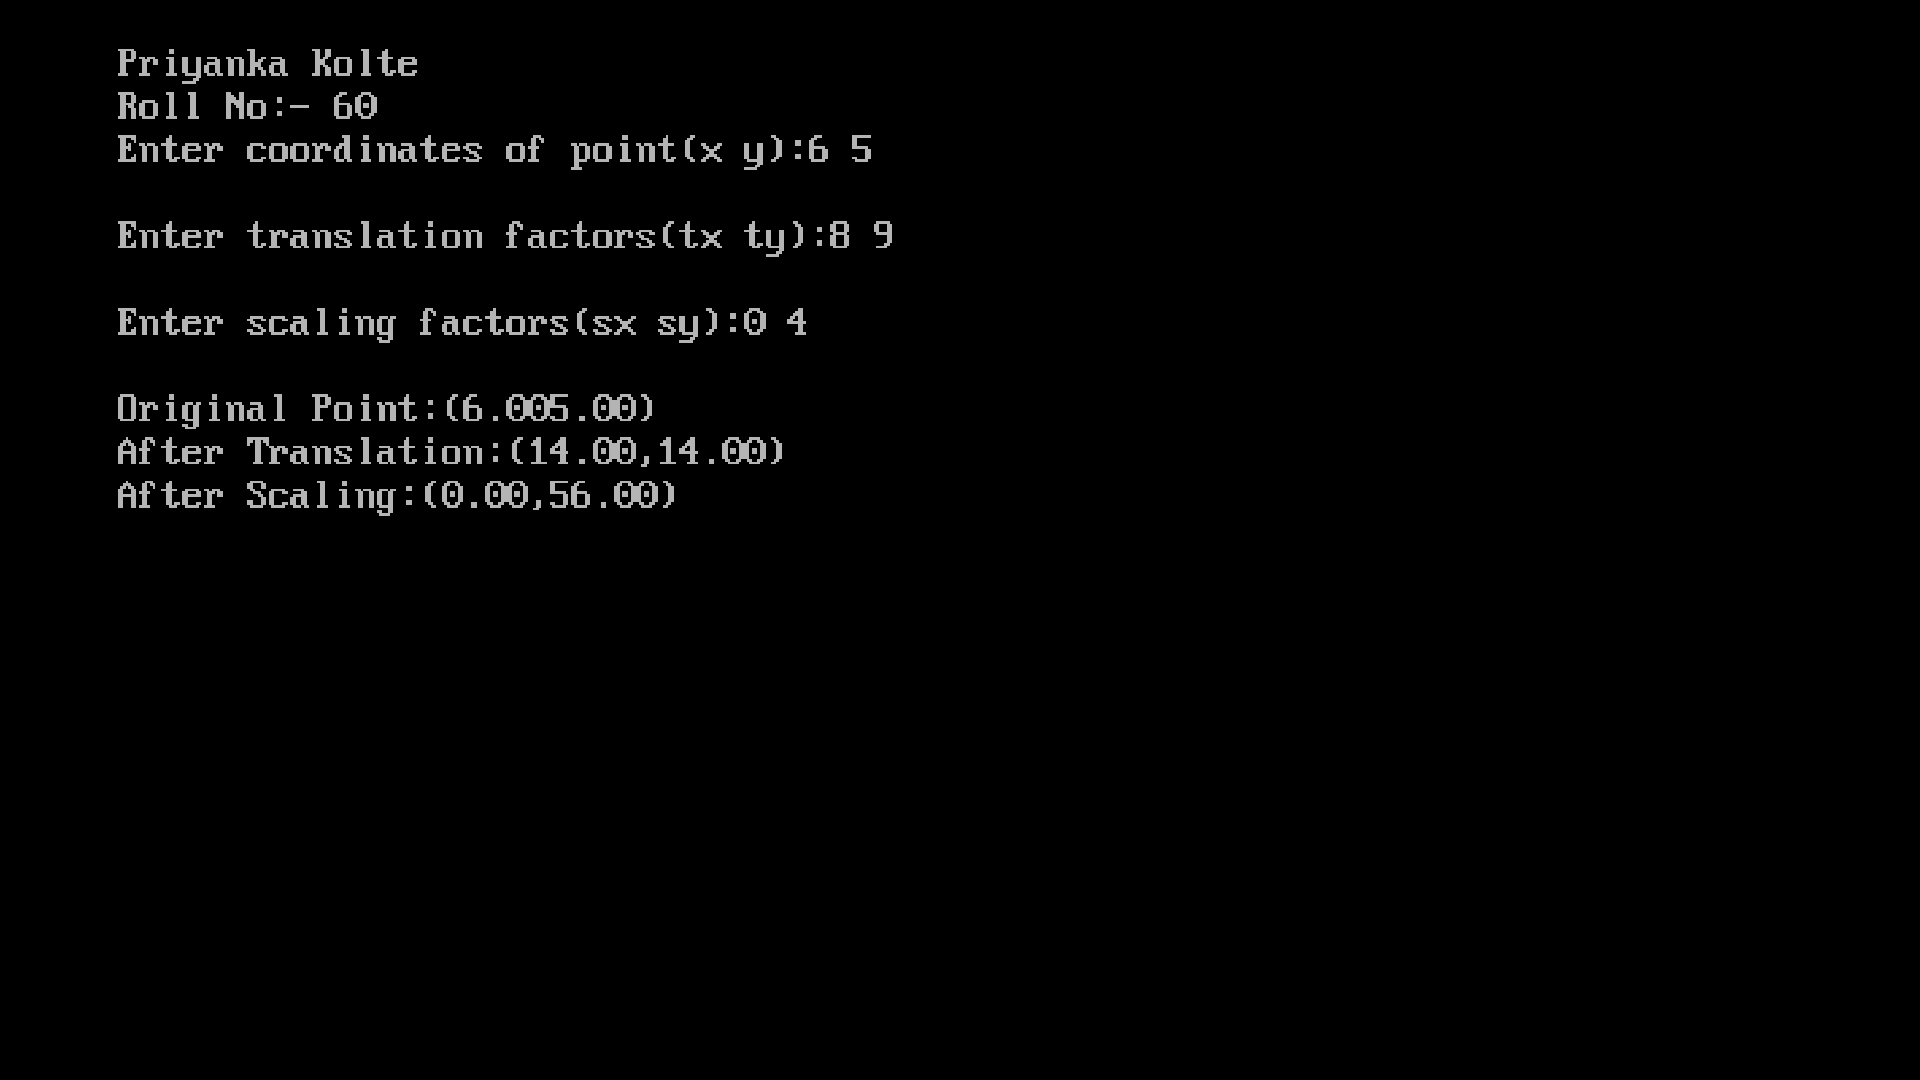 Priyanka Kolte
Roll No:- 60
Enter coordinates of point(x y):6 5
Enter translation factors(tx ty):8 9
Enter scaling factors(sx sy):0 4
Original Point:(6.005.00)
After Translation:(14.00,14.00)
After Scaling:(0.00,56.00)